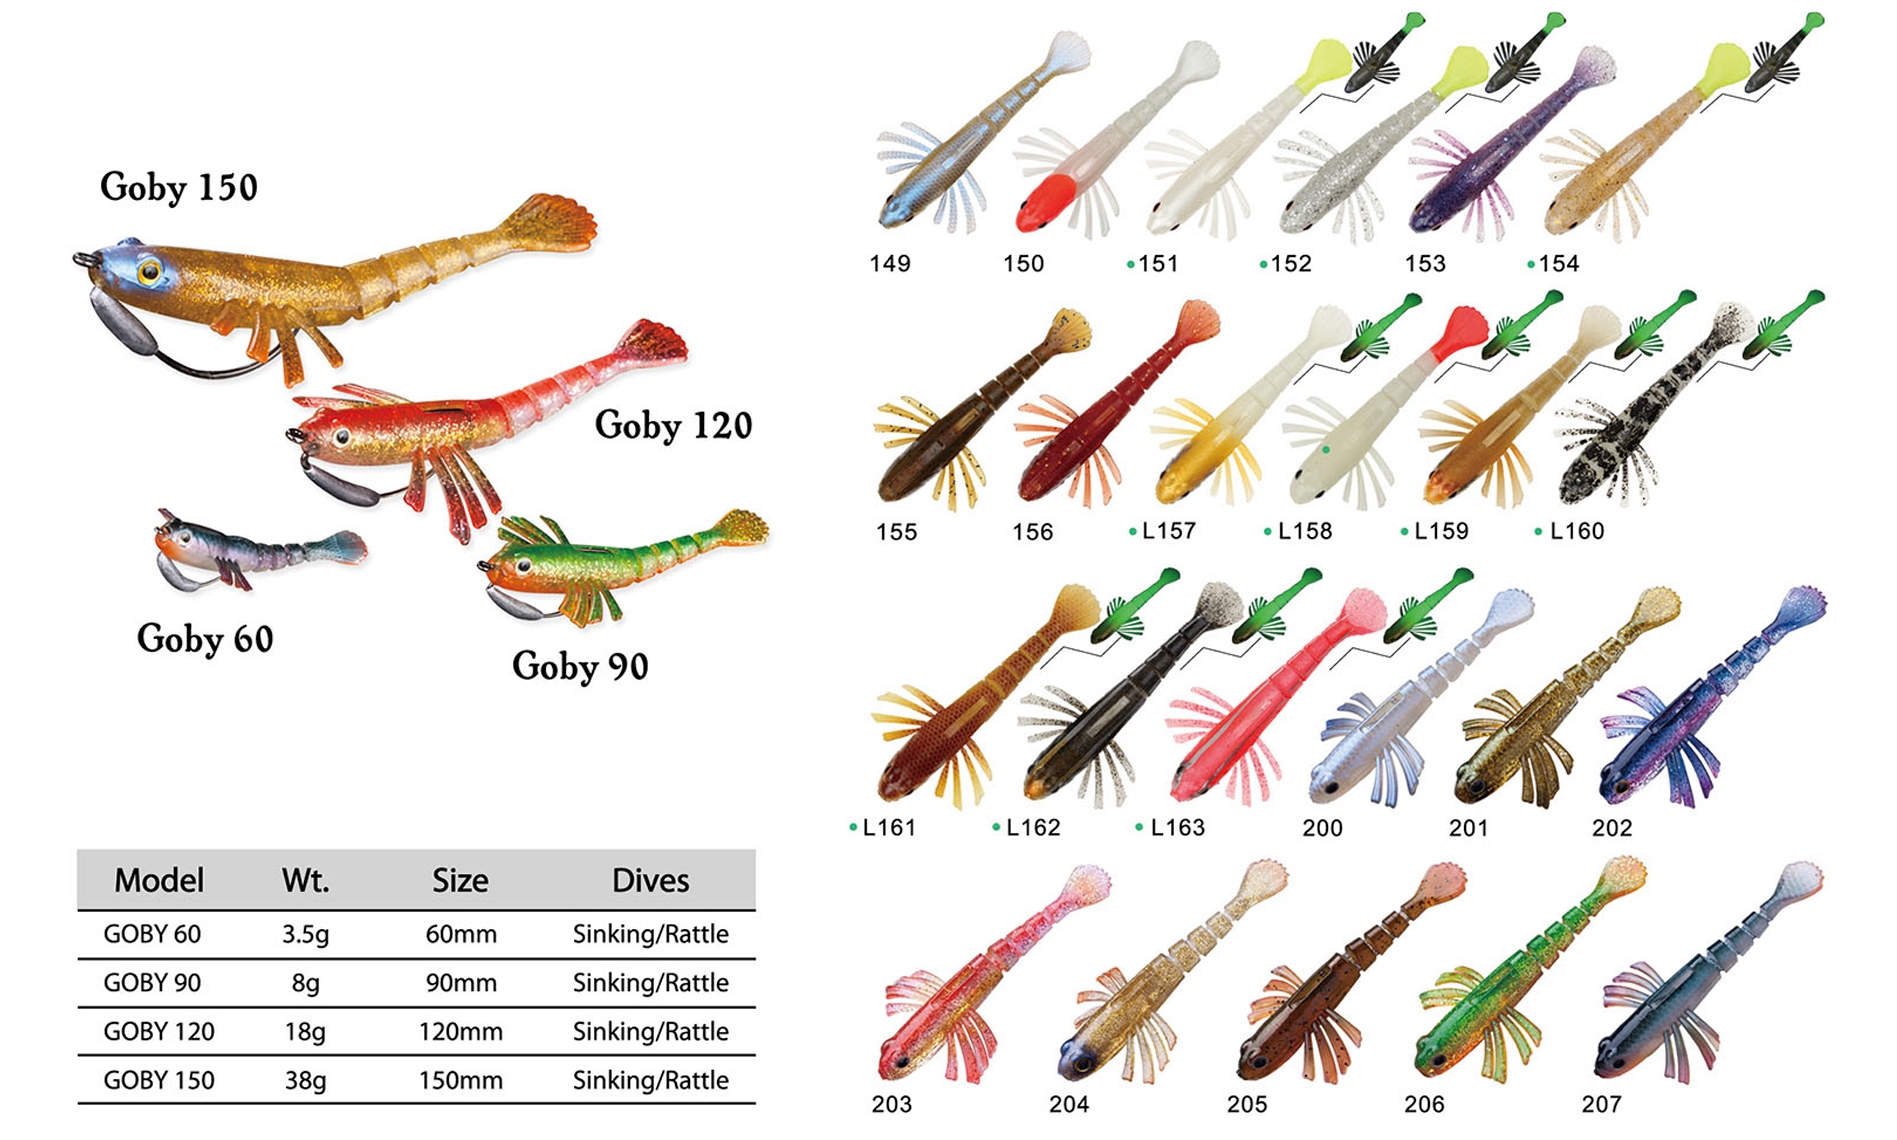 Goby 150
Goby 120
Goby 60
Goby 90
Model Wt. Size Dives
GOBY 60 3.5g 60mm Sinking/Rattle
GOBY 90 8g 90mm Sinking/Rattle
GOBY 120 18g 120mm Sinking/Rattle
GOBY 150 38g 150mm Sinking/Rattle
149 150 •151 •152 153 •154
155 156 •L157 •L158 •L159 •L160
•L161 •L162 •L163 200 201 202
203 204 205 206 207